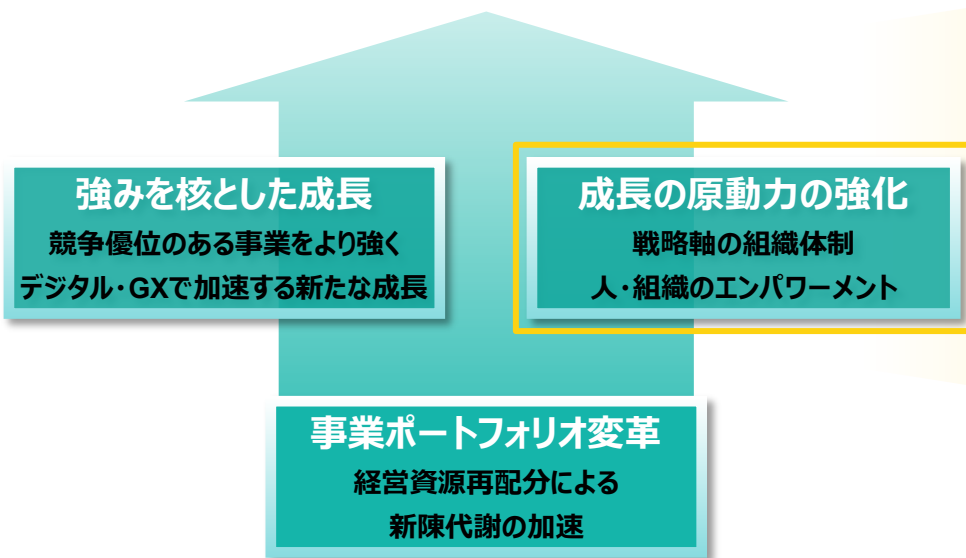 強みを核とした成長
競争優位のある事業をより強く
デジタル・GXで加速する新たな成長
成長の原動力の強化
戦略軸の組織体制
人・組織のエンパワーメント
事業ポートフォリオ変革
経営資源再配分による
新陳代謝の加速